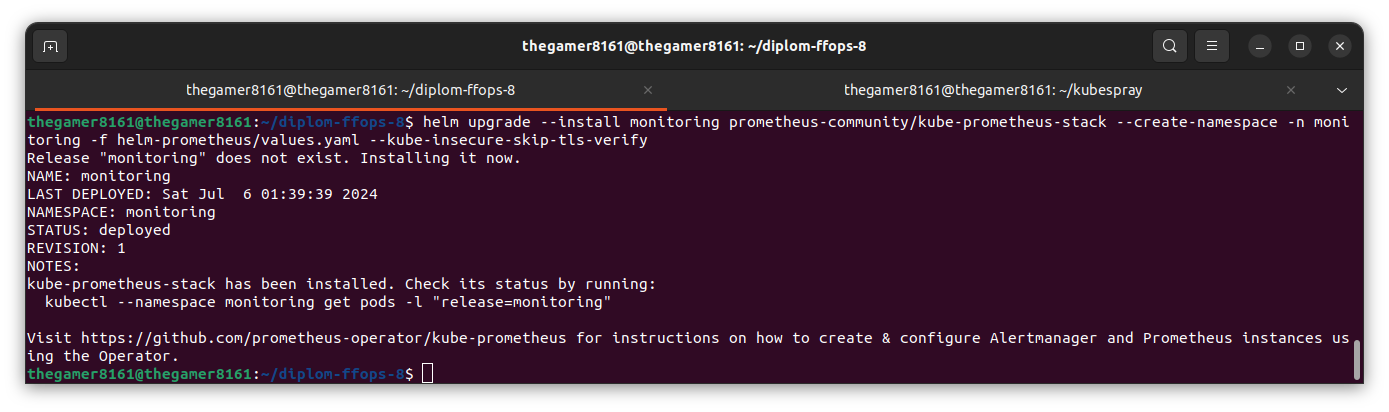 thegamer8161@thegamer8161: ~/diplom-ffops-8
thegamer8161@thegamer8161: ~/diplom-ffops-8
thegamer8161@thegamer8161: ~/kubespray
thegamer8161@thegamer8161:~/diplom-ffops-8$ helm upgrade --install monitoring prometheus-community/kube-prometheus-stack --create-namespace -n moni
toring -f helm-prometheus/values.yaml --kube-insecure-skip-tls-verify
Release "monitoring" does not exist. Installing it now.
NAME: monitoring
LAST DEPLOYED: Sat Jul  6 01:39:39 2024
NAMESPACE: monitoring
STATUS: deployed
REVISION: 1
NOTES:
kube-prometheus-stack has been installed. Check its status by running:
  kubectl --namespace monitoring get pods -l "release=monitoring"
Visit https://github.com/prometheus-operator/kube-prometheus for instructions on how to create & configure Alertmanager and Prometheus instances us
ing the Operator.
thegamer8161@thegamer8161:~/diplom-ffops-8$